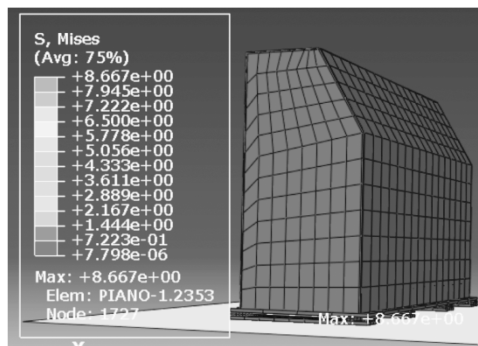 S, Mises
(Avg: 75%)
+8.667e+00
+7.945e+00
+7.222e+00
+6.500e+00
+5.778e+00
+5.056e+00
+4.333e+00
+3.611e+00
+2.889e+00
+2.167e+00
+1.444e+00
+7.223e-01
+7.798e-06
Max: +8.667e+00
Elem: PIANO-1.2353
Node: 1727
Max: +8.667e+00